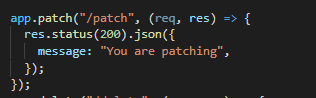 app.patch("/patch", (req, res) => {
  res.status(200).json({
    message: "You are patching",
  });
});